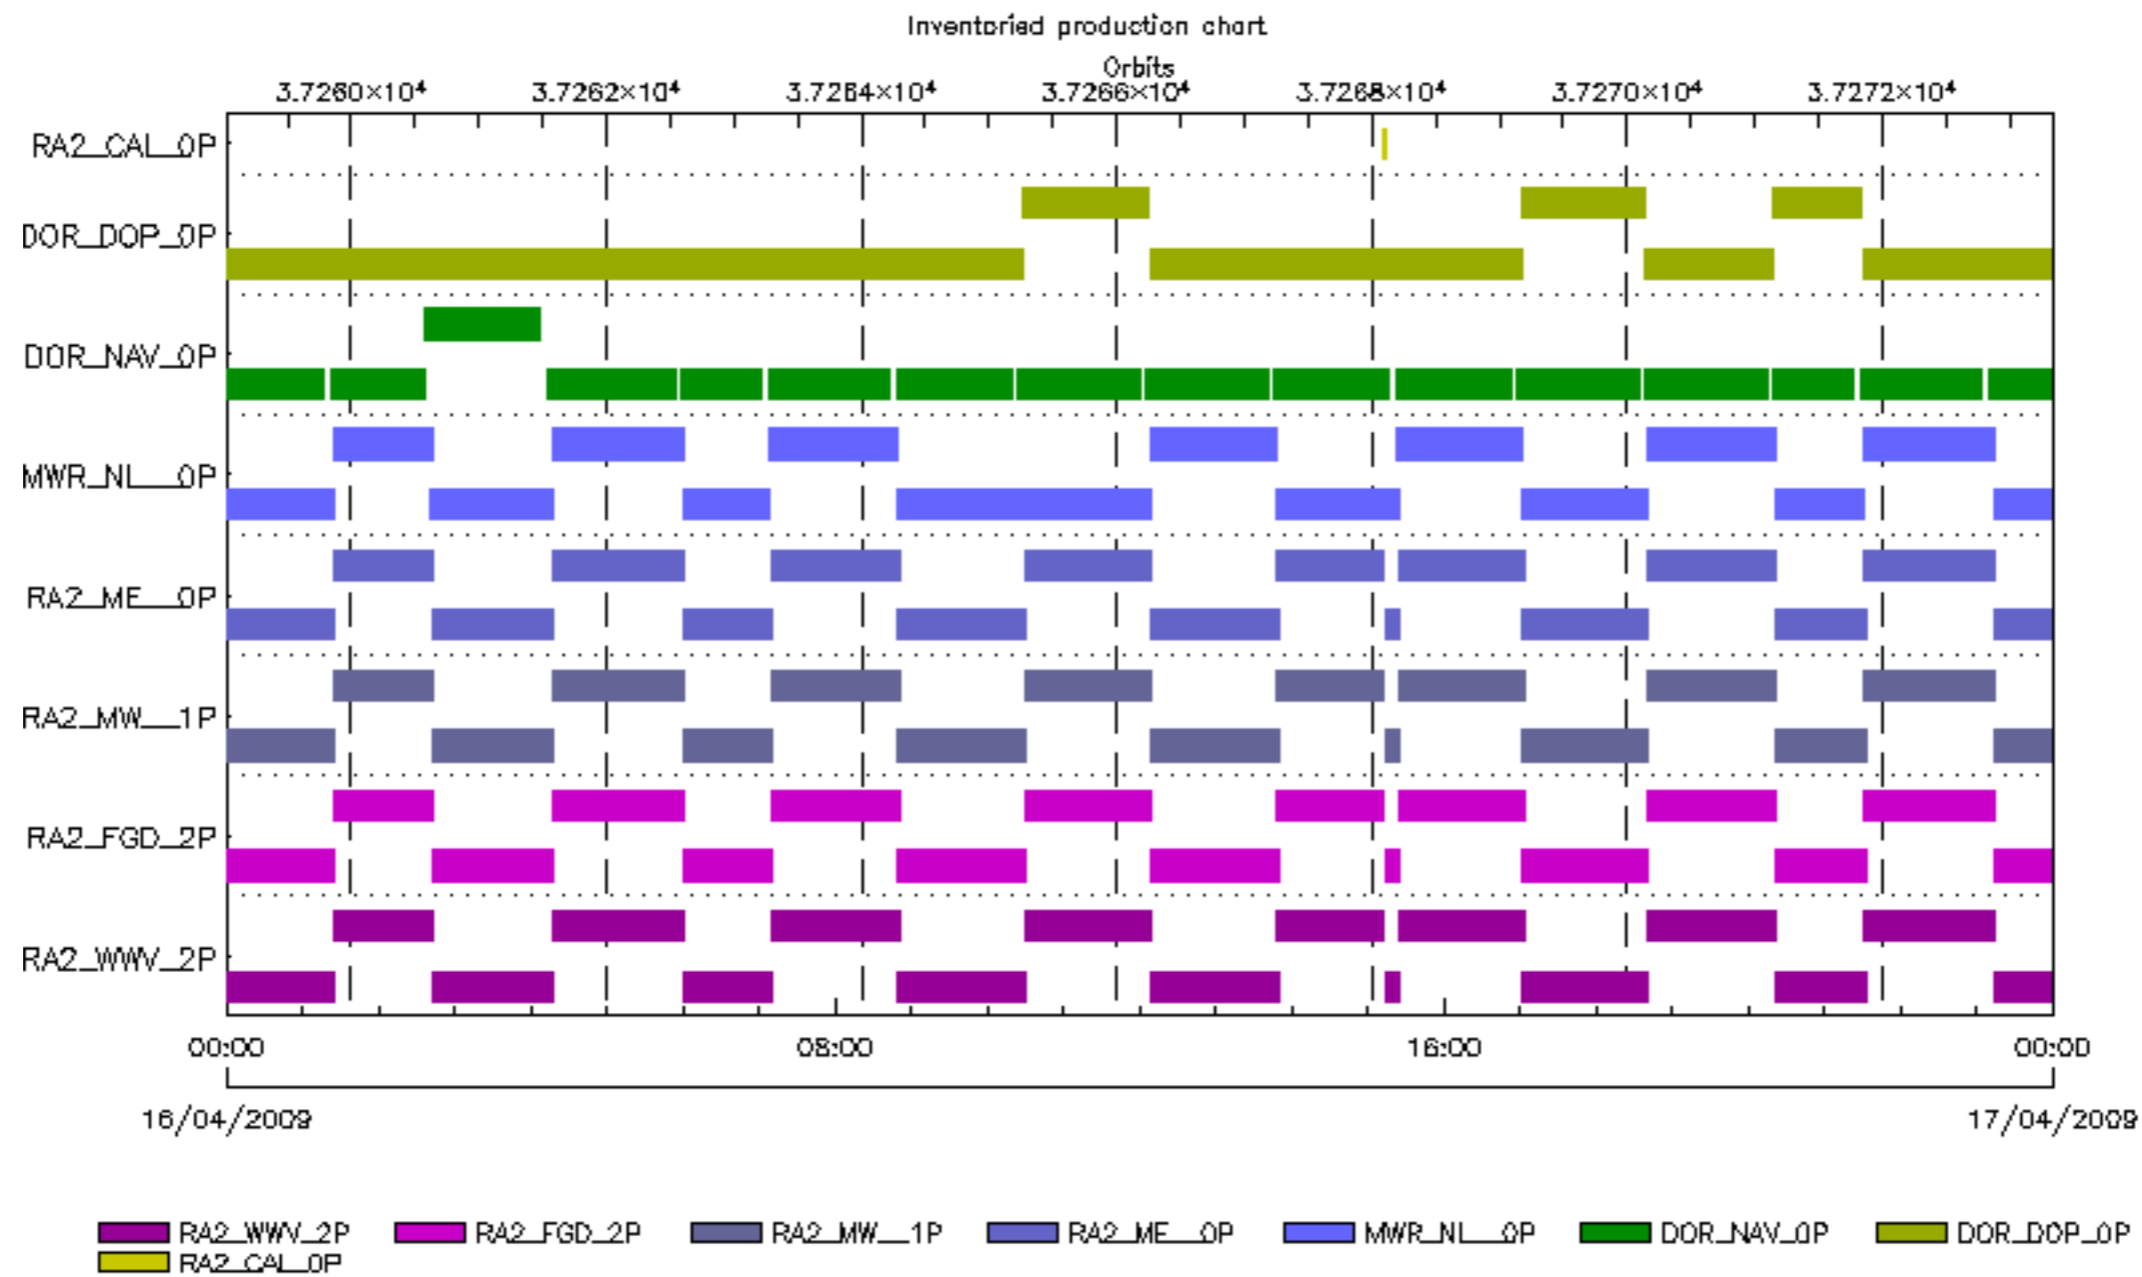 Inventoried production chart
Orbits
3.7260×10⁴ 3.7262×10⁴ 3.7264×10⁴ 3.7266×10⁴ 3.7268×10⁴ 3.7270×10⁴ 3.7272×10⁴
RA2_CAL_0P
DOR_DOP_0P
DOR_NAV_0P
MWR_NL__0P
RA2_ME__0P
RA2_MW__1P
RA2_FGD_2P
RA2_WWV_2P
00:00 08:00 16:00 00:00
16/04/2009 17/04/2009
RA2_WWV_2P RA2_FGD_2P RA2_MW__1P RA2_ME__0P MWR_NL__0P DOR_NAV_0P DOR_DOP_0P
RA2_CAL_0P